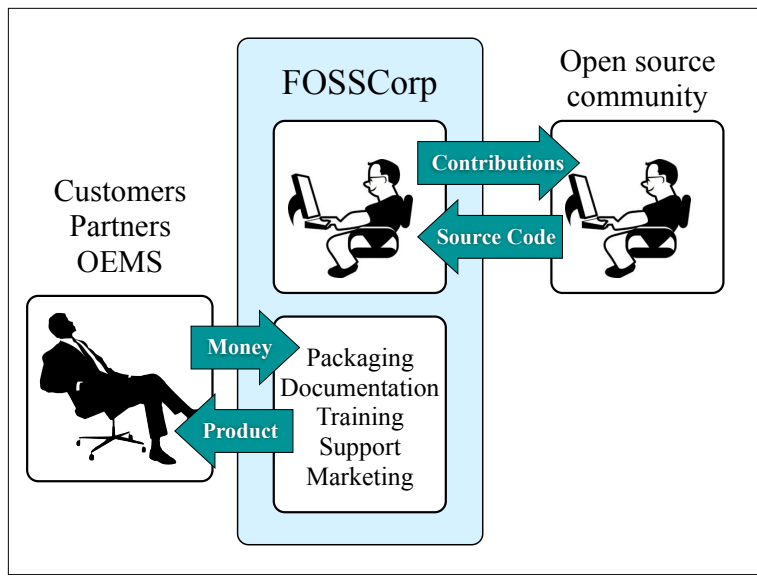 FOSSCorp
Open source
community
Contributions
Source Code
Customers
Partners
OEMS
Money
Product
Packaging
Documentation
Training
Support
Marketing